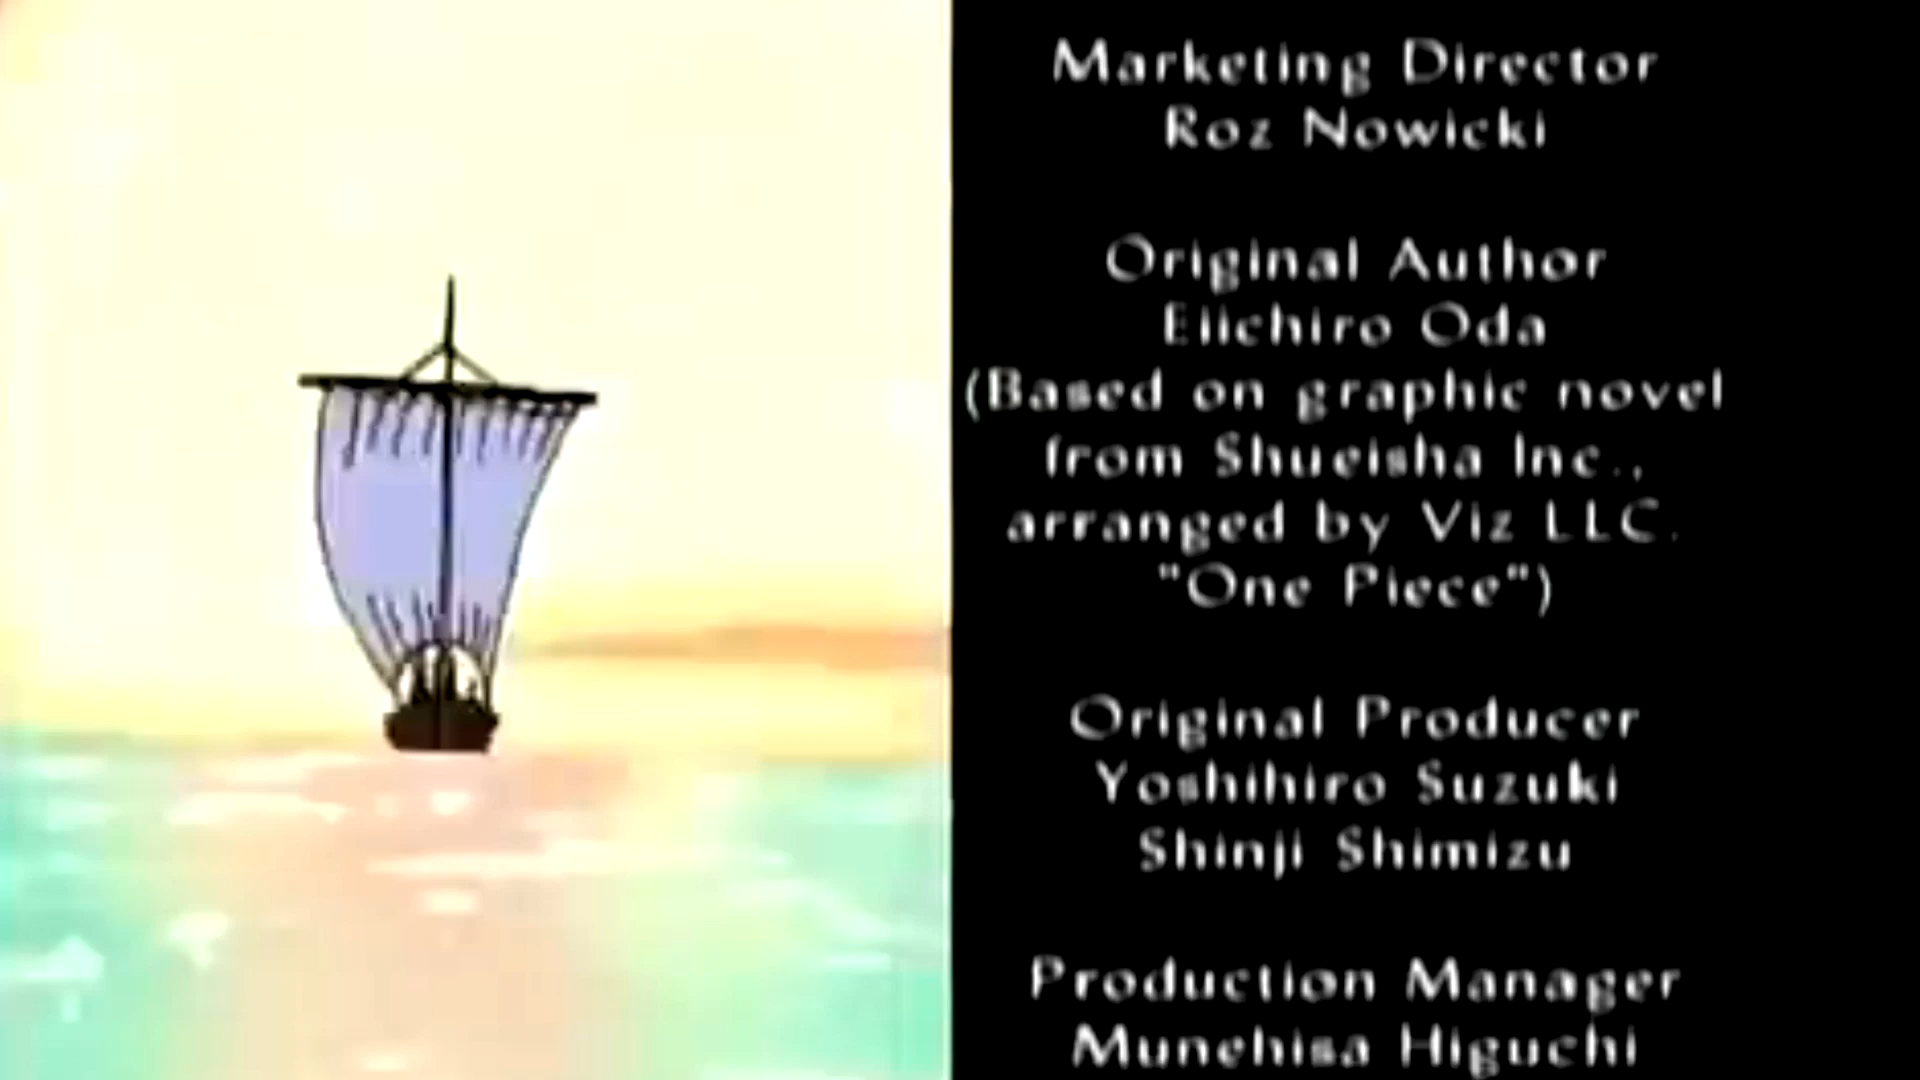 Marketing Director
Roz Nowicki
Original Author
Eiichiro Oda
(Based on graphic novel
from Shueisha Inc.,
arranged by Viz LLC.
"One Piece")
Original Producer
Yoshihiro Suzuki
Shinji Shimizu
Production Manager
Munehisa Higuchi